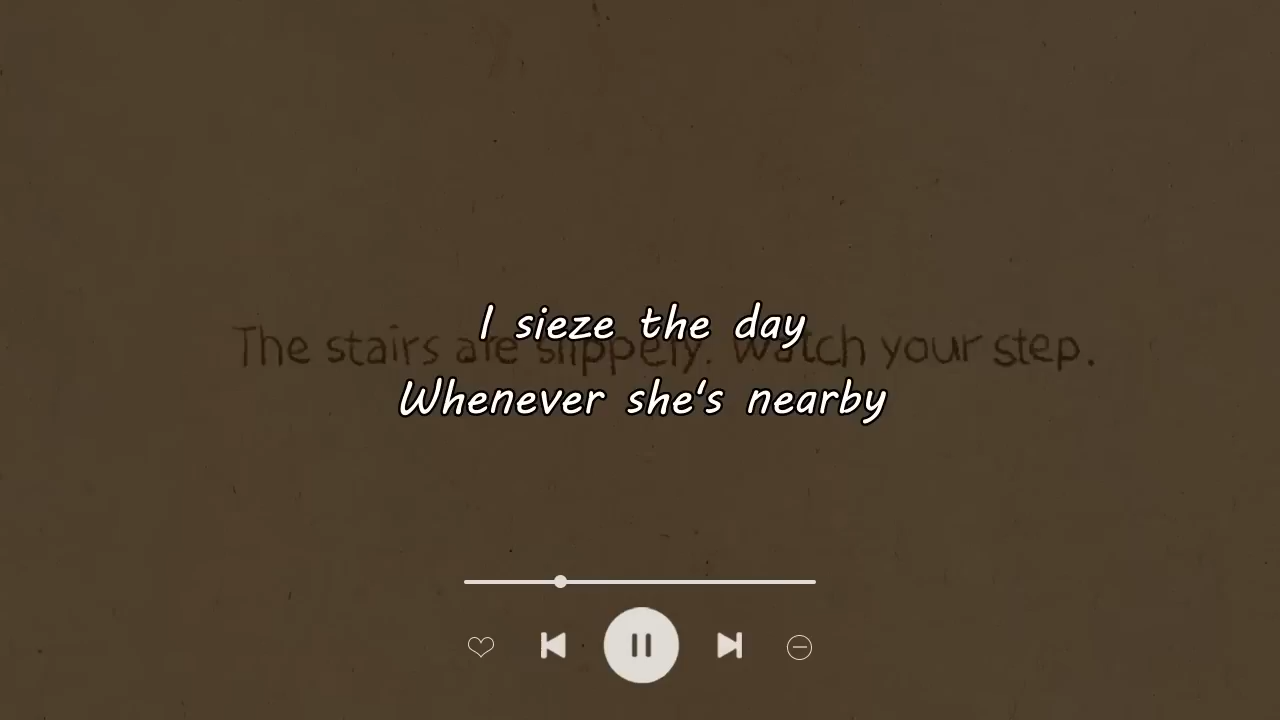 I sieze the day
The stairs are slippery. Watch your step.
Whenever she's nearby